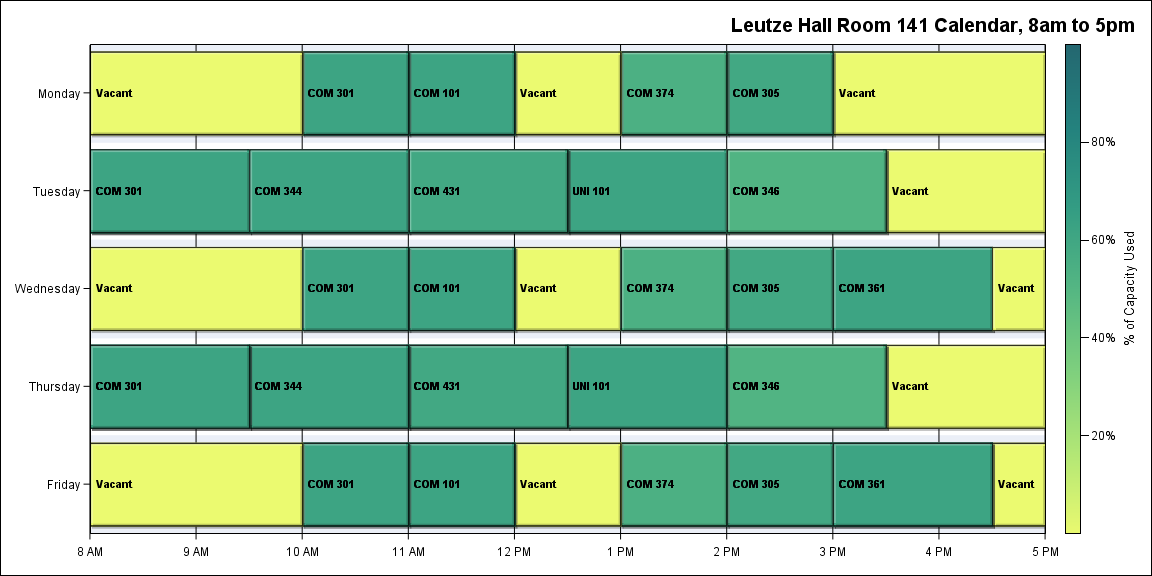 Leutze Hall Room 141 Calendar, 8am to 5pm
Monday
Vacant
COM 301
COM 101
Vacant
COM 374
COM 305
Vacant
Tuesday
COM 301
COM 344
COM 431
UNI 101
COM 346
Vacant
Wednesday
Vacant
COM 301
COM 101
Vacant
COM 374
COM 305
COM 361
Vacant
Thursday
COM 301
COM 344
COM 431
UNI 101
COM 346
Vacant
Friday
Vacant
COM 301
COM 101
Vacant
COM 374
COM 305
COM 361
Vacant
8 AM
9 AM
10 AM
11 AM
12 PM
1 PM
2 PM
3 PM
4 PM
5 PM
80%
60%
40%
20%
% of Capacity Used